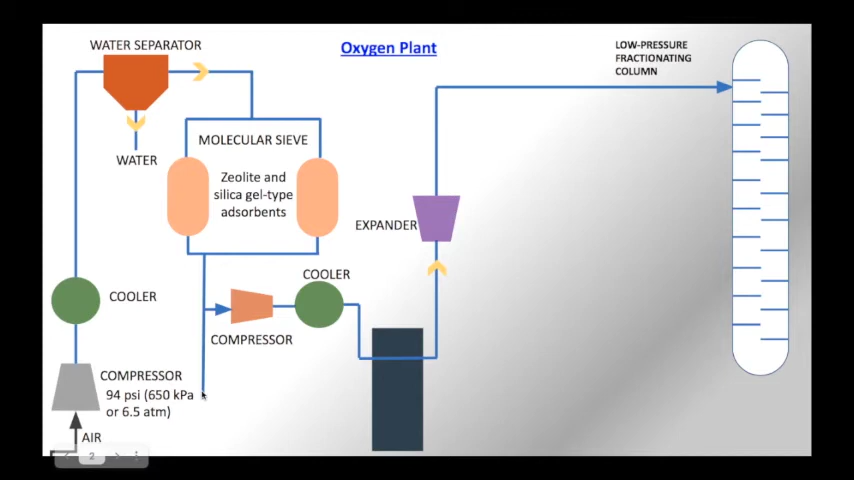 Oxygen Plant
WATER SEPARATOR
LOW-PRESSURE
FRACTIONATING
COLUMN
WATER
MOLECULAR SIEVE
Zeolite and
silica gel-type
adsorbents
EXPANDER
COOLER
COOLER
COMPRESSOR
COMPRESSOR
94 psi (650 kPa
or 6.5 atm)
AIR
2